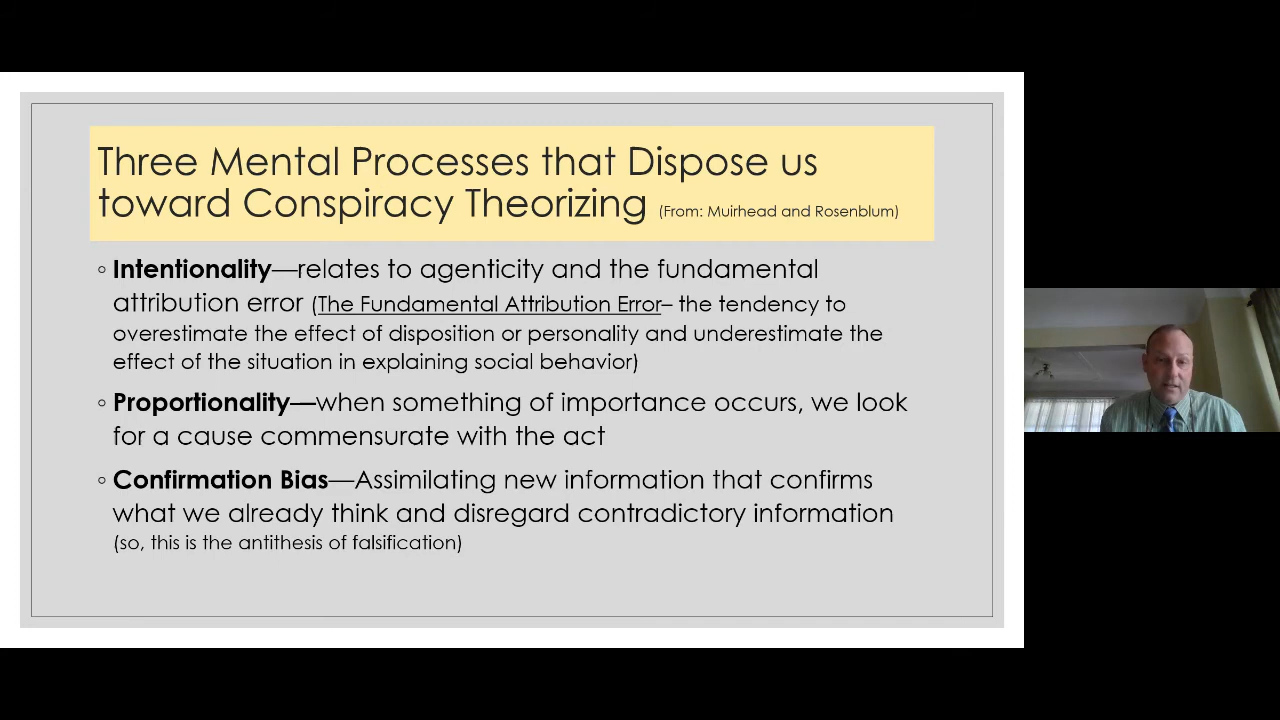 Three Mental Processes that Dispose us
toward Conspiracy Theorizing (From: Muirhead and Rosenblum)
◦ Intentionality—relates to agenticity and the fundamental
attribution error (The Fundamental Attribution Error– the tendency to
overestimate the effect of disposition or personality and underestimate the
effect of the situation in explaining social behavior)
◦ Proportionality—when something of importance occurs, we look
for a cause commensurate with the act
◦ Confirmation Bias—Assimilating new information that confirms
what we already think and disregard contradictory information
(so, this is the antithesis of falsification)